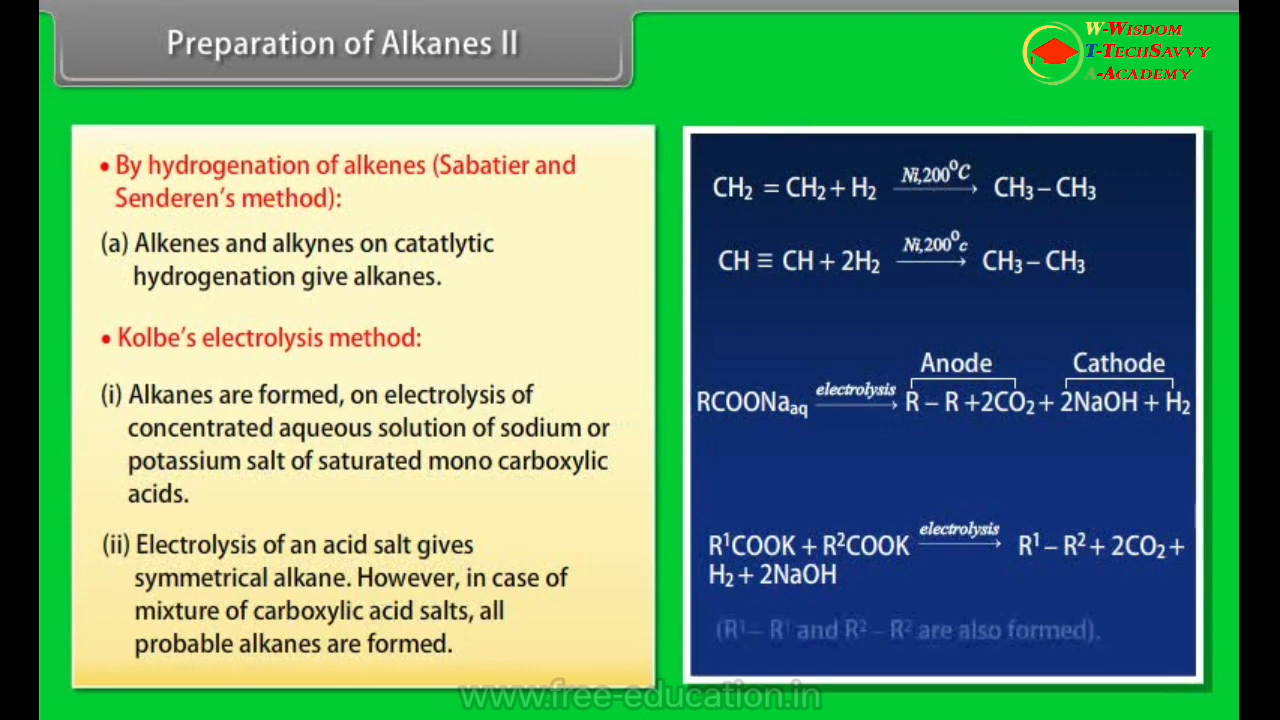 Preparation of Alkanes II
W-Wisdom
T-TechSavvy
A-Academy
• By hydrogenation of alkenes (Sabatier and
Senderen's method):
(a) Alkenes and alkynes on catatlytic
hydrogenation give alkanes.
• Kolbe's electrolysis method:
(i) Alkanes are formed, on electrolysis of
concentrated aqueous solution of sodium or
potassium salt of saturated mono carboxylic
acids.
(ii) Electrolysis of an acid salt gives
symmetrical alkane. However, in case of
mixture of carboxylic acid salts, all
probable alkanes are formed.
Ni,200⁰C
CH₂ = CH₂ + H₂ → CH₃ – CH₃
Ni,200⁰c
CH ≡ CH + 2H₂ → CH₃ – CH₃
Anode Cathode
electrolysis
RCOONaaq → R – R +2CO₂ + 2NaOH + H₂
electrolysis
R¹COOK + R²COOK → R¹ – R² + 2CO₂ +
H₂ + 2NaOH
(R¹ – R¹ and R² – R² are also formed).
www.free-education.in